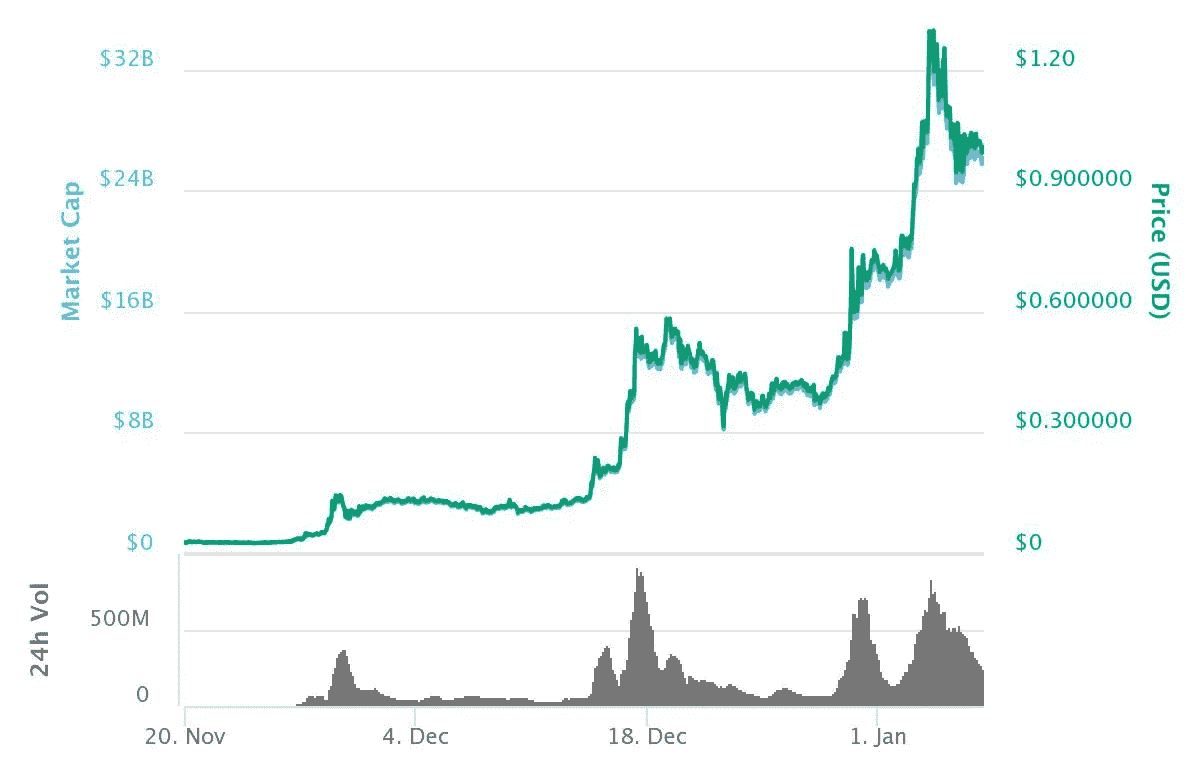 $32B
$24B
$16B
$8B
$0
Market Cap
$1.20
$0.900000
$0.600000
$0.300000
$0
Price (USD)
24h Vol
500M
0
20. Nov
4. Dec
18. Dec
1. Jan